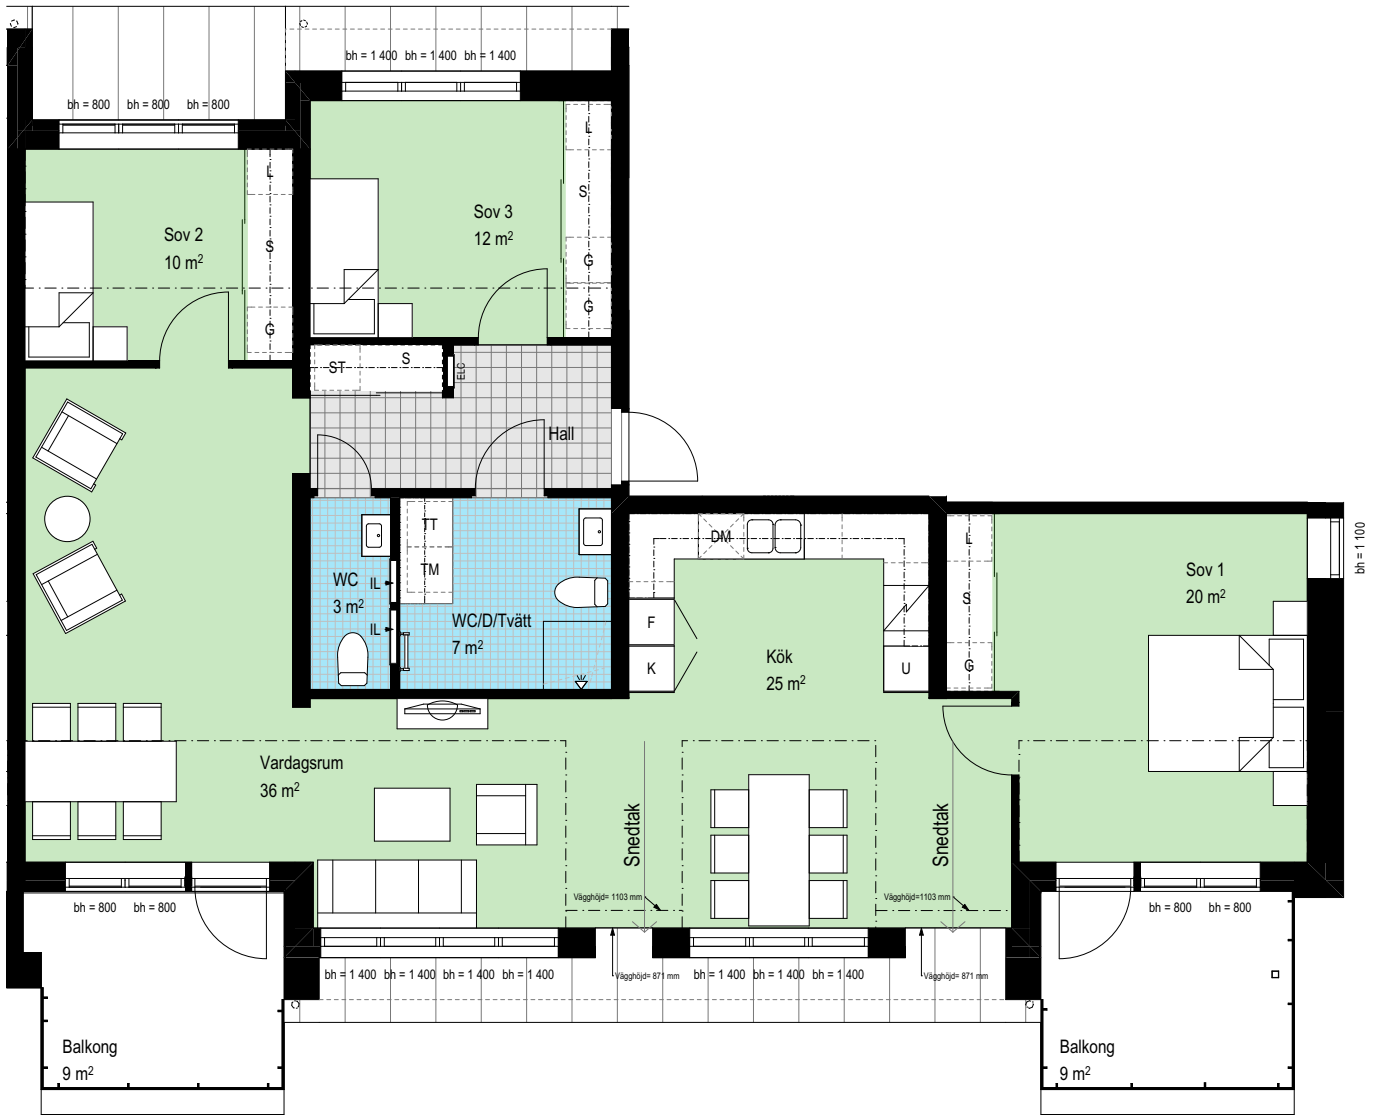 bh = 1 400 bh = 1 400 bh = 1 400
bh = 800 bh = 800 bh = 800
L
L
S
S
G
G
G
Sov 3
12 m²
Sov 2
10 m²
ST
S
ELC
Hall
TT
TM
WC
3 m²
IL
IL
WC/D/Tvätt
7 m²
DM
F
K
U
Kök
25 m²
L
S
G
Sov 1
20 m²
bh = 1 100
Vardagsrum
36 m²
Snedtak
Snedtak
Vägghöjd= 1103 mm
Vägghöjd=1103 mm
bh = 800 bh = 800
bh = 800 bh = 800
bh = 1 400 bh = 1 400 bh = 1 400 bh = 1 400
Vägghöjd= 871 mm
bh = 1 400 bh = 1 400 bh = 1 400
Vägghöjd= 871 mm
Balkong
9 m²
Balkong
9 m²